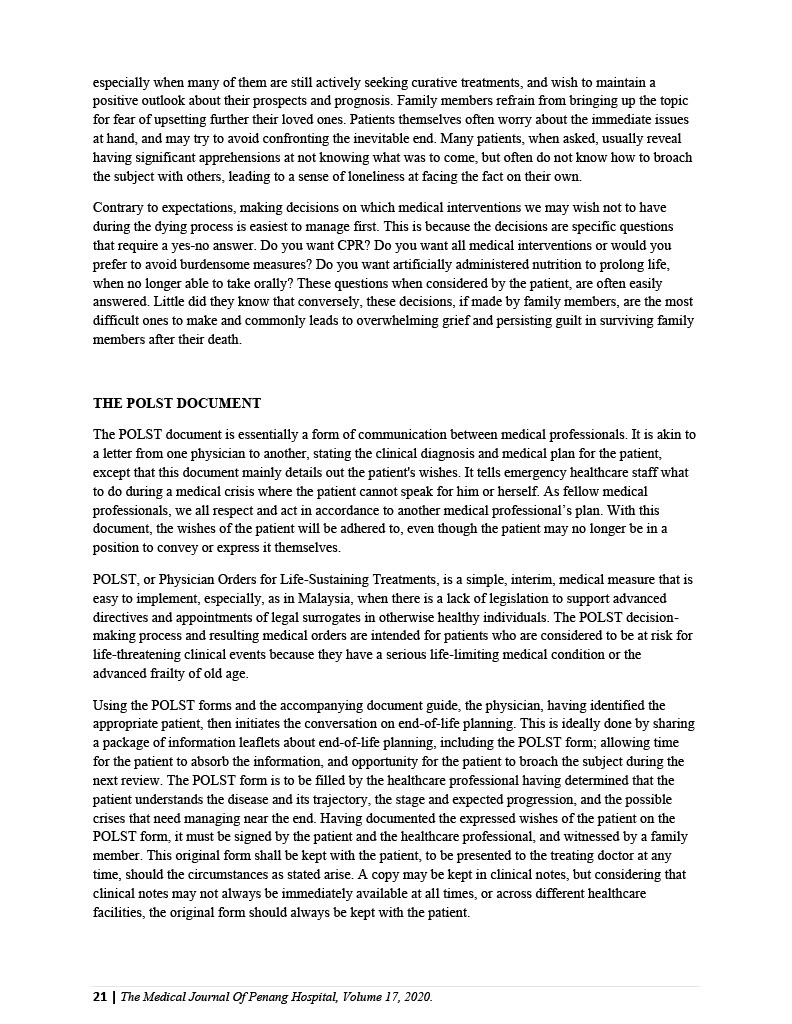 especially when many of them are still actively seeking curative treatments, and wish to maintain a
positive outlook about their prospects and prognosis. Family members refrain from bringing up the topic
for fear of upsetting further their loved ones. Patients themselves often worry about the immediate issues
at hand, and may try to avoid confronting the inevitable end. Many patients, when asked, usually reveal
having significant apprehensions at not knowing what was to come, but often do not know how to broach
the subject with others, leading to a sense of loneliness at facing the fact on their own.
Contrary to expectations, making decisions on which medical interventions we may wish not to have
during the dying process is easiest to manage first. This is because the decisions are specific questions
that require a yes-no answer. Do you want CPR? Do you want all medical interventions or would you
prefer to avoid burdensome measures? Do you want artificially administered nutrition to prolong life,
when no longer able to take orally? These questions when considered by the patient, are often easily
answered. Little did they know that conversely, these decisions, if made by family members, are the most
difficult ones to make and commonly leads to overwhelming grief and persisting guilt in surviving family
members after their death.
THE POLST DOCUMENT
The POLST document is essentially a form of communication between medical professionals. It is akin to
a letter from one physician to another, stating the clinical diagnosis and medical plan for the patient,
except that this document mainly details out the patient's wishes. It tells emergency healthcare staff what
to do during a medical crisis where the patient cannot speak for him or herself. As fellow medical
professionals, we all respect and act in accordance to another medical professional’s plan. With this
document, the wishes of the patient will be adhered to, even though the patient may no longer be in a
position to convey or express it themselves.
POLST, or Physician Orders for Life-Sustaining Treatments, is a simple, interim, medical measure that is
easy to implement, especially, as in Malaysia, when there is a lack of legislation to support advanced
directives and appointments of legal surrogates in otherwise healthy individuals. The POLST decision-
making process and resulting medical orders are intended for patients who are considered to be at risk for
life-threatening clinical events because they have a serious life-limiting medical condition or the
advanced frailty of old age.
Using the POLST forms and the accompanying document guide, the physician, having identified the
appropriate patient, then initiates the conversation on end-of-life planning. This is ideally done by sharing
a package of information leaflets about end-of-life planning, including the POLST form; allowing time
for the patient to absorb the information, and opportunity for the patient to broach the subject during the
next review. The POLST form is to be filled by the healthcare professional having determined that the
patient understands the disease and its trajectory, the stage and expected progression, and the possible
crises that need managing near the end. Having documented the expressed wishes of the patient on the
POLST form, it must be signed by the patient and the healthcare professional, and witnessed by a family
member. This original form shall be kept with the patient, to be presented to the treating doctor at any
time, should the circumstances as stated arise. A copy may be kept in clinical notes, but considering that
clinical notes may not always be immediately available at all times, or across different healthcare
facilities, the original form should always be kept with the patient.
21 | The Medical Journal Of Penang Hospital, Volume 17, 2020.